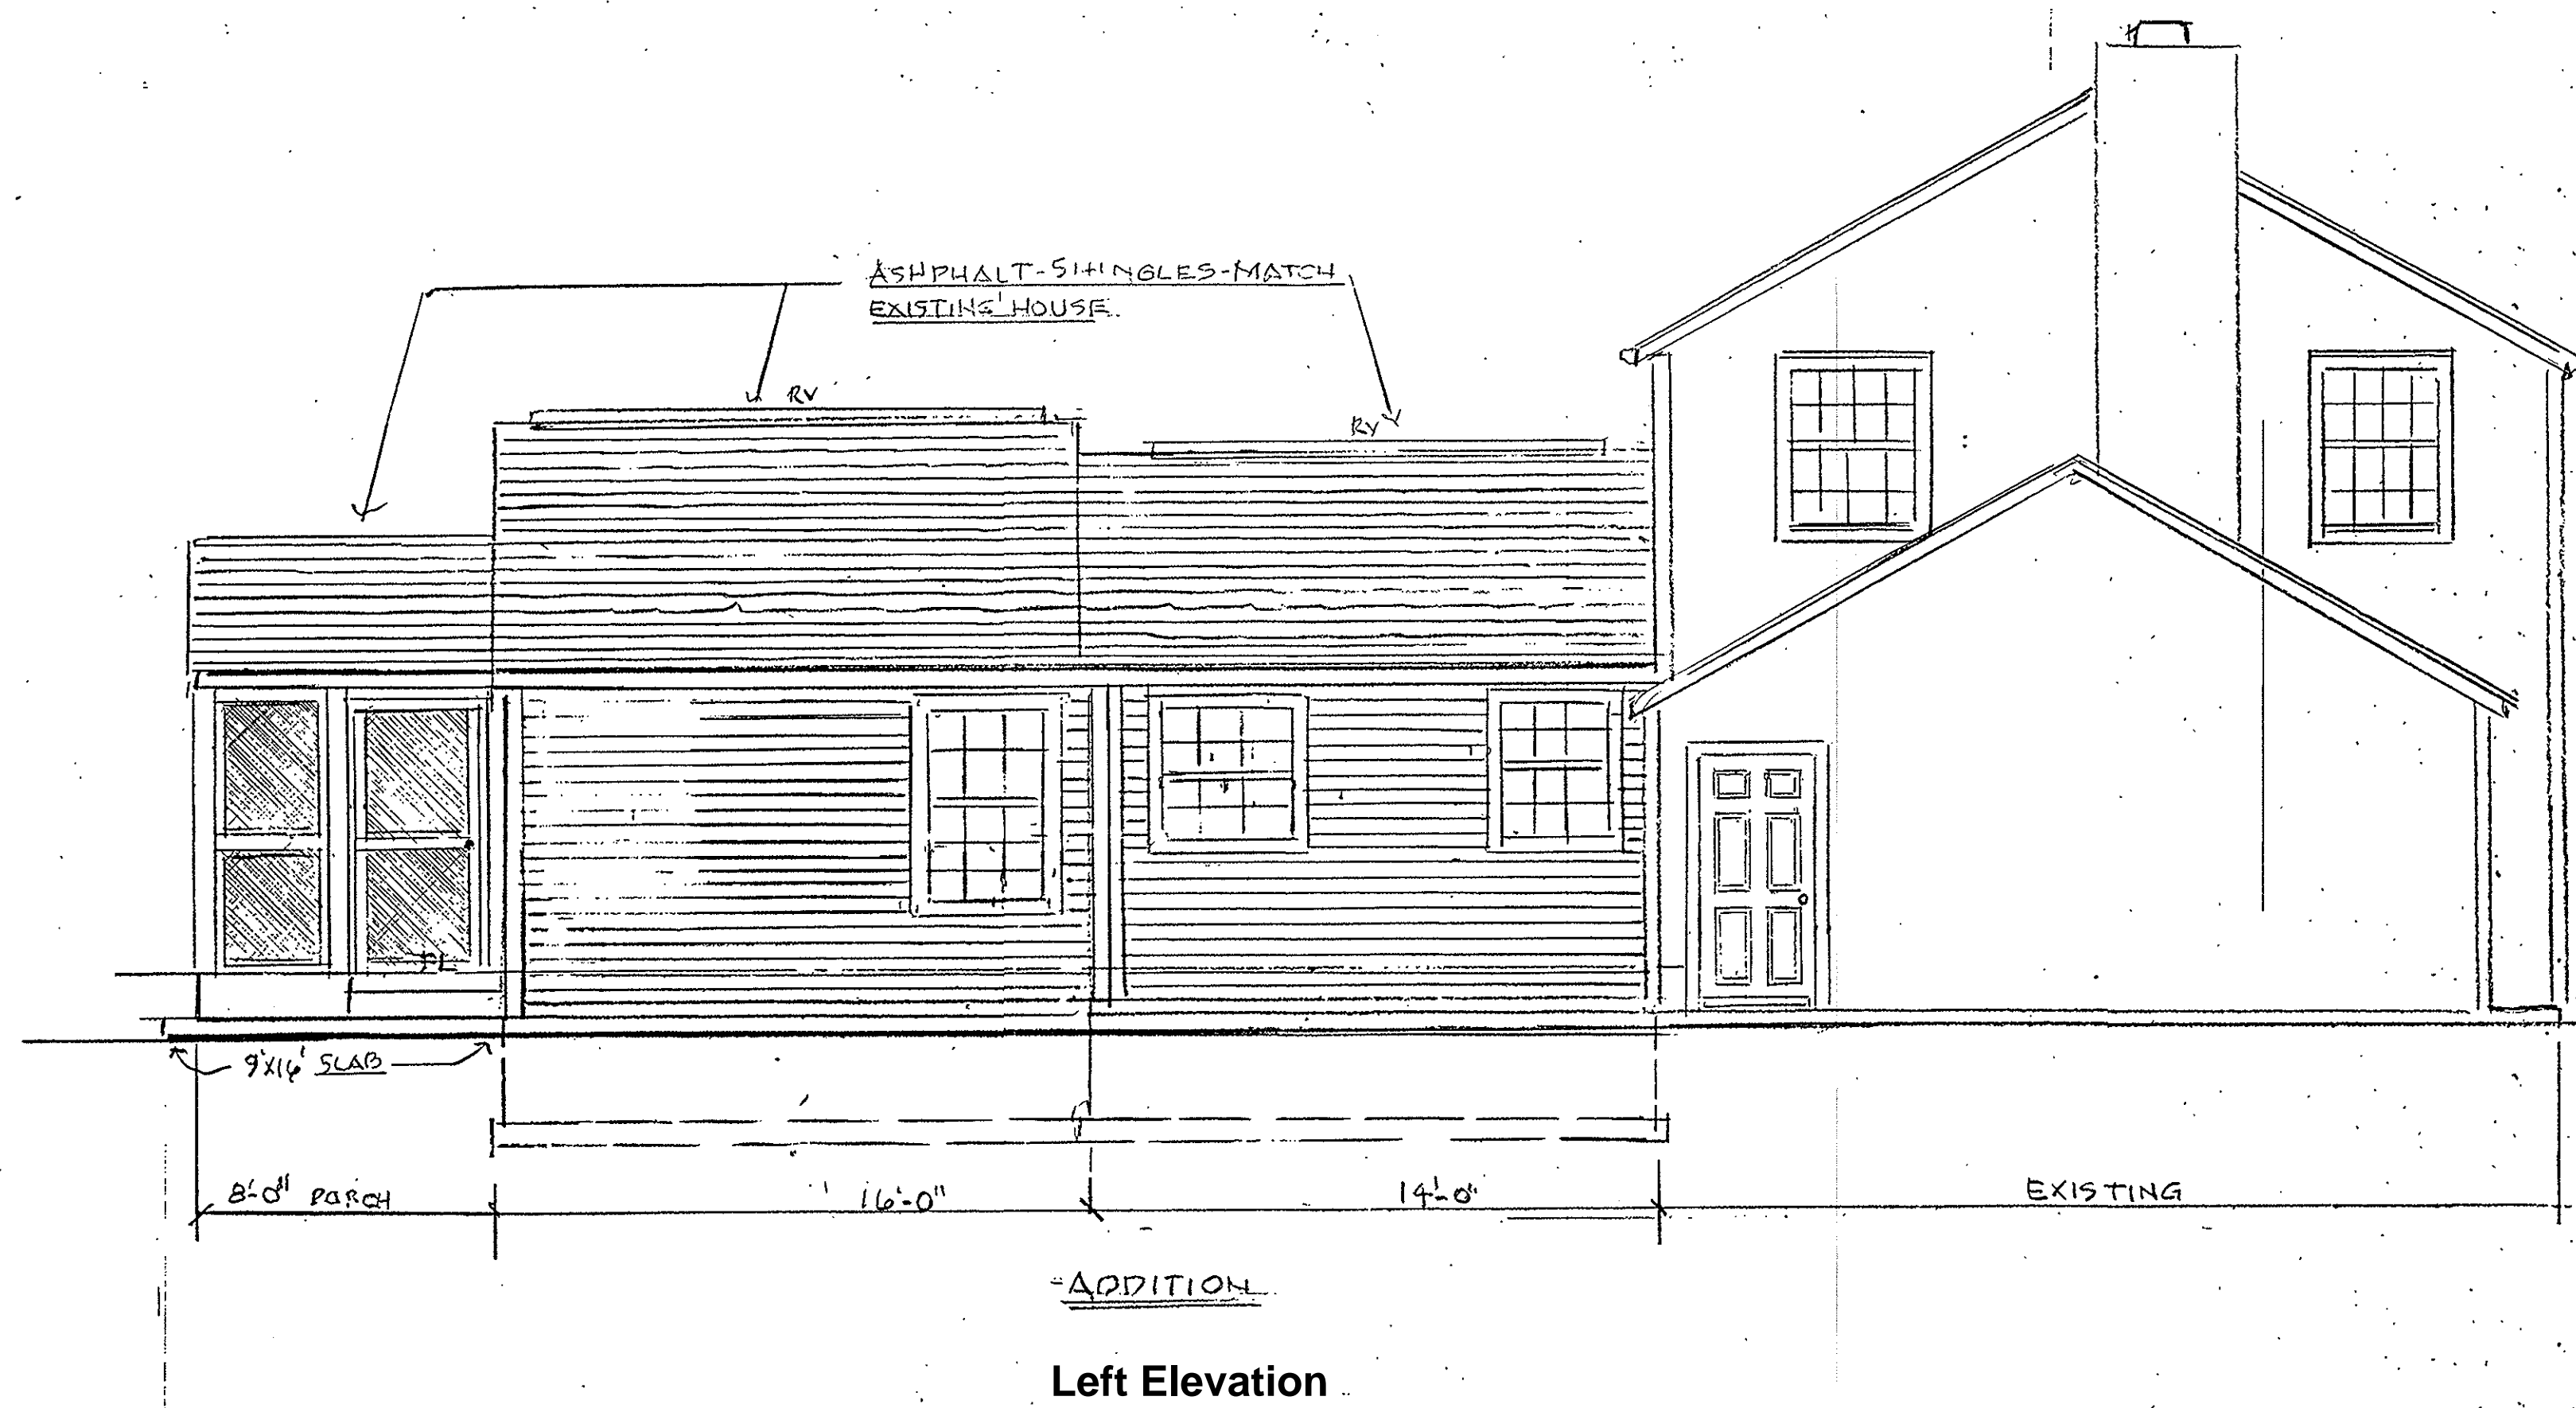 ASHPHALT-SHINGLES-MATCH
EXISTING HOUSE.
RV
RV
FL
9'X16' SLAB
8'-0" PORCH
16'-0"
14'-0"
EXISTING
-ADDITION
Left Elevation